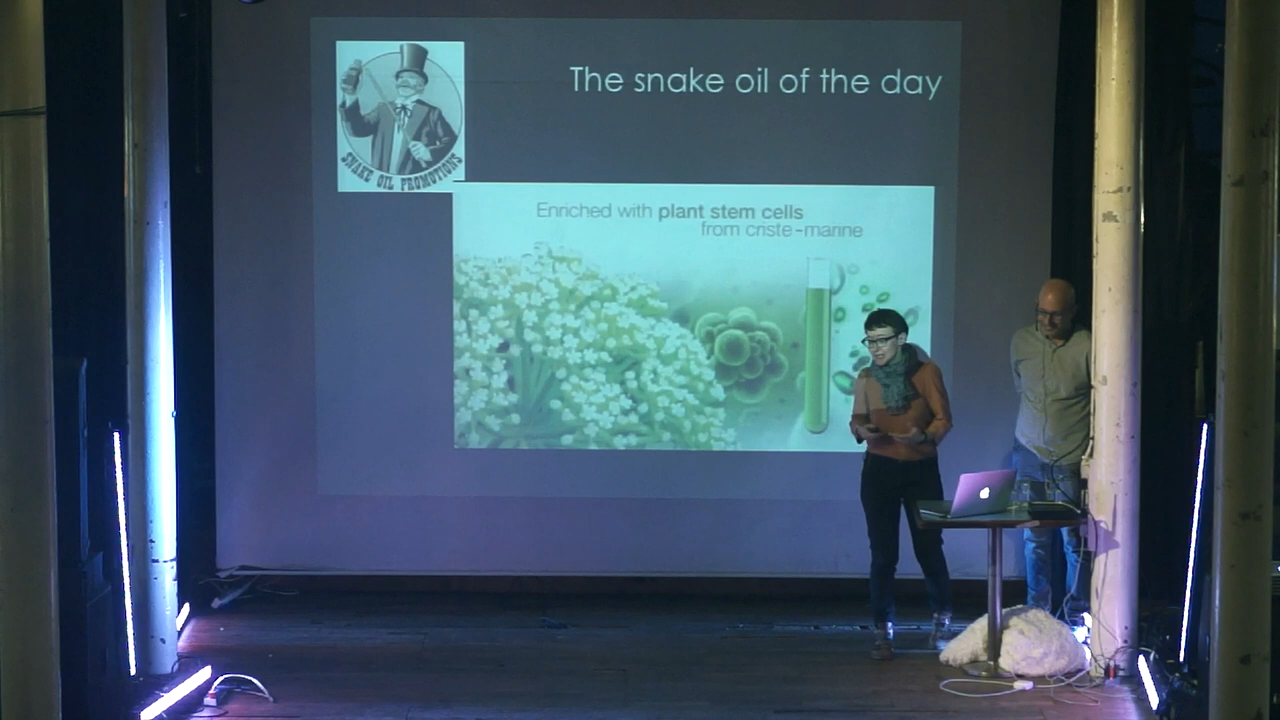 The snake oil of the day
SNAKE OIL PROMOTIONS
Enriched with plant stem cells
from criste-marine